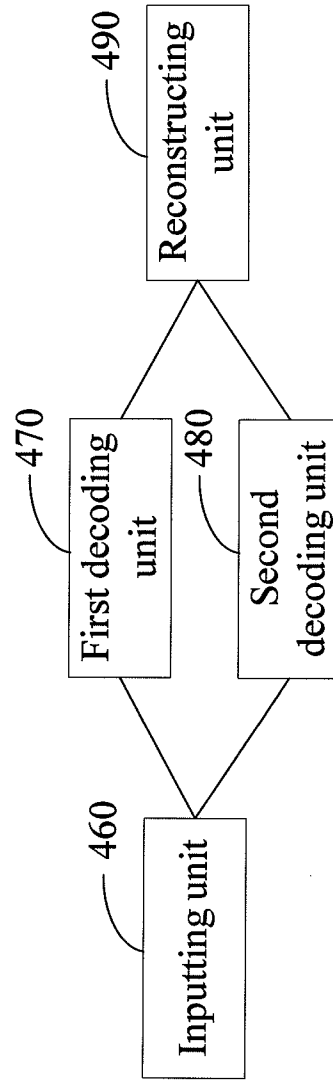 460
Inputting unit
470
First decoding
unit
480
Second
decoding unit
490
Reconstructing
unit